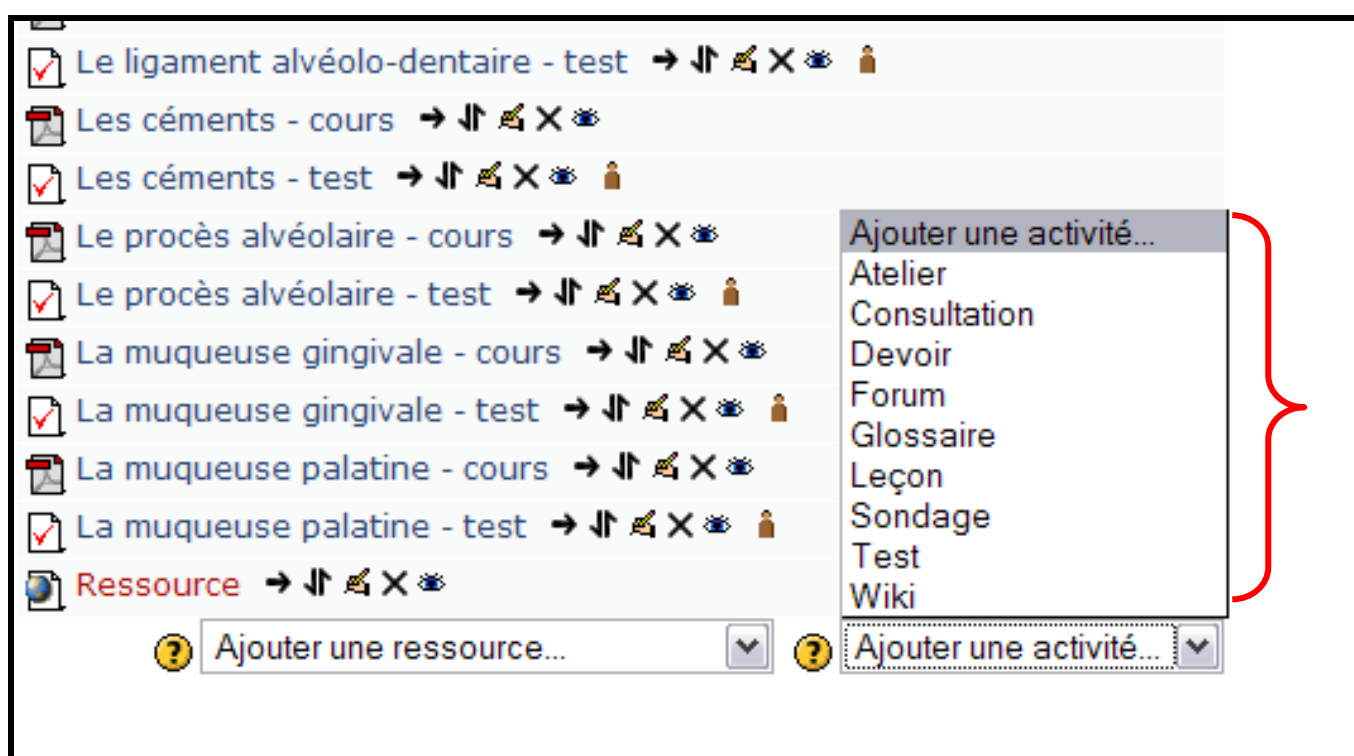 Le ligament alvéolo-dentaire - test
Les céments - cours
Les céments - test
Le procès alvéolaire - cours
Le procès alvéolaire - test
La muqueuse gingivale - cours
La muqueuse gingivale - test
La muqueuse palatine - cours
La muqueuse palatine - test
Ressource
Ajouter une activité...
Atelier
Consultation
Devoir
Forum
Glossaire
Leçon
Sondage
Test
Wiki
? Ajouter une ressource...
? Ajouter une activité...